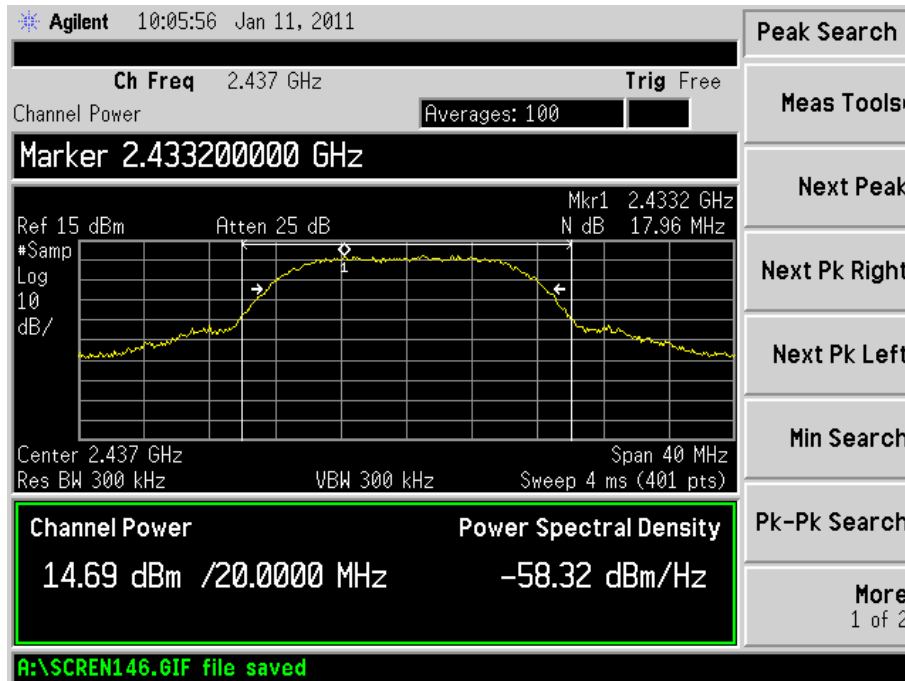 Agilent 10:05:56 Jan 11, 2011
Peak Search
Ch Freq 2.437 GHz Trig Free
Channel Power Averages: 100
Meas Tools
Marker 2.433200000 GHz
Next Peak
Mkr1 2.4332 GHz
Ref 15 dBm Atten 25 dB N dB 17.96 MHz
#Samp
Log
10
dB/
1
Next Pk Right
Next Pk Left
Min Search
Center 2.437 GHz Span 40 MHz
Res BW 300 kHz VBW 300 kHz Sweep 4 ms (401 pts)
Pk-Pk Search
Channel Power Power Spectral Density
14.69 dBm /20.0000 MHz -58.32 dBm/Hz
More
1 of 2
A:\SCREN146.GIF file saved